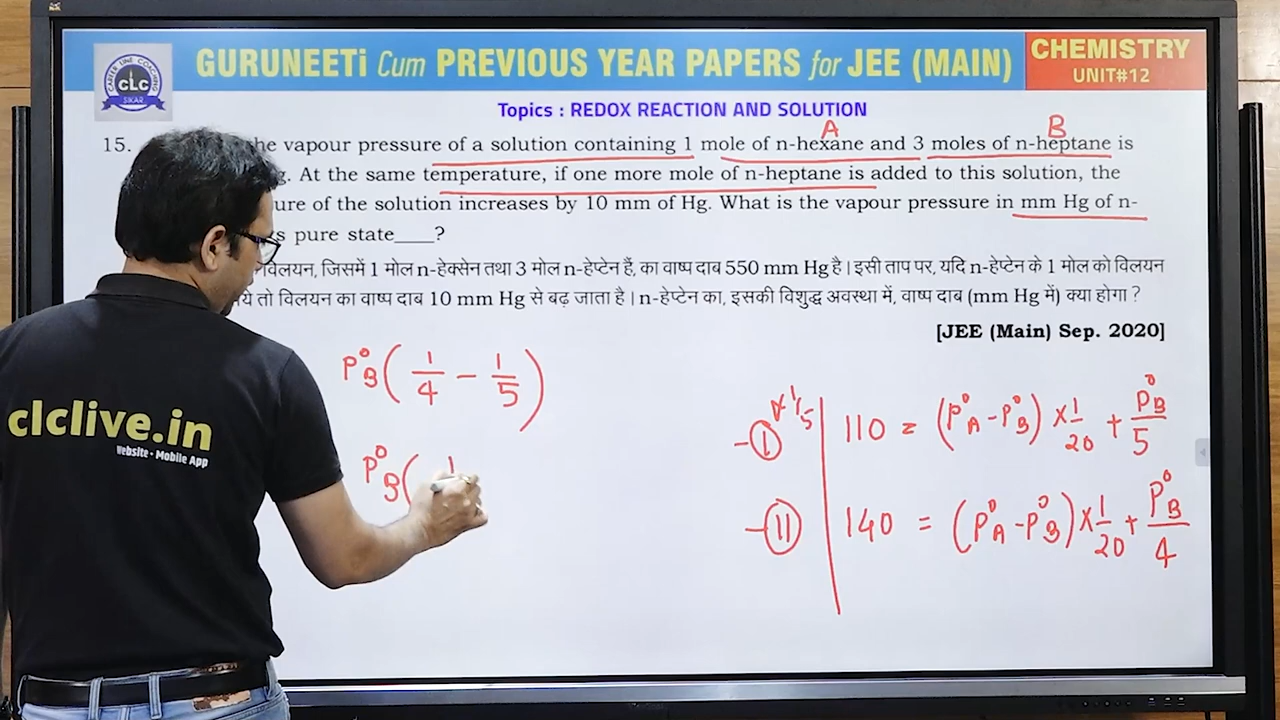 GURUNEETi Cum PREVIOUS YEAR PAPERS for JEE (MAIN)
CHEMISTRY
UNIT#12
CLC
SIKAR
Topics : REDOX REACTION AND SOLUTION
A B
15. he vapour pressure of a solution containing 1 mole of n-hexane and 3 moles of n-heptane is
g. At the same temperature, if one more mole of n-heptane is added to this solution, the
ure of the solution increases by 10 mm of Hg. What is the vapour pressure in mm Hg of n-
s pure state____?
विलयन, जिसमें 1 मोल n-हेक्सेन तथा 3 मोल n-हेप्टेन हैं, का वाष्प दाब 550 mm Hg है। इसी ताप पर, यदि n-हेप्टेन के 1 मोल को विलयन
ये तो विलयन का वाष्प दाब 10 mm Hg से बढ़ जाता है। n-हेप्टेन का, इसकी विशुद्ध अवस्था में, वाष्प दाब (mm Hg में) क्या होगा ?
[JEE (Main) Sep. 2020]
P°B (1/4 - 1/5)
P°B ( 1
-I × 1/5 110 = (P°A - P°B) × 1/20 + P°B/5
-II 140 = (P°A - P°B) × 1/20 + P°B/4
clclive.in
Website • Mobile App